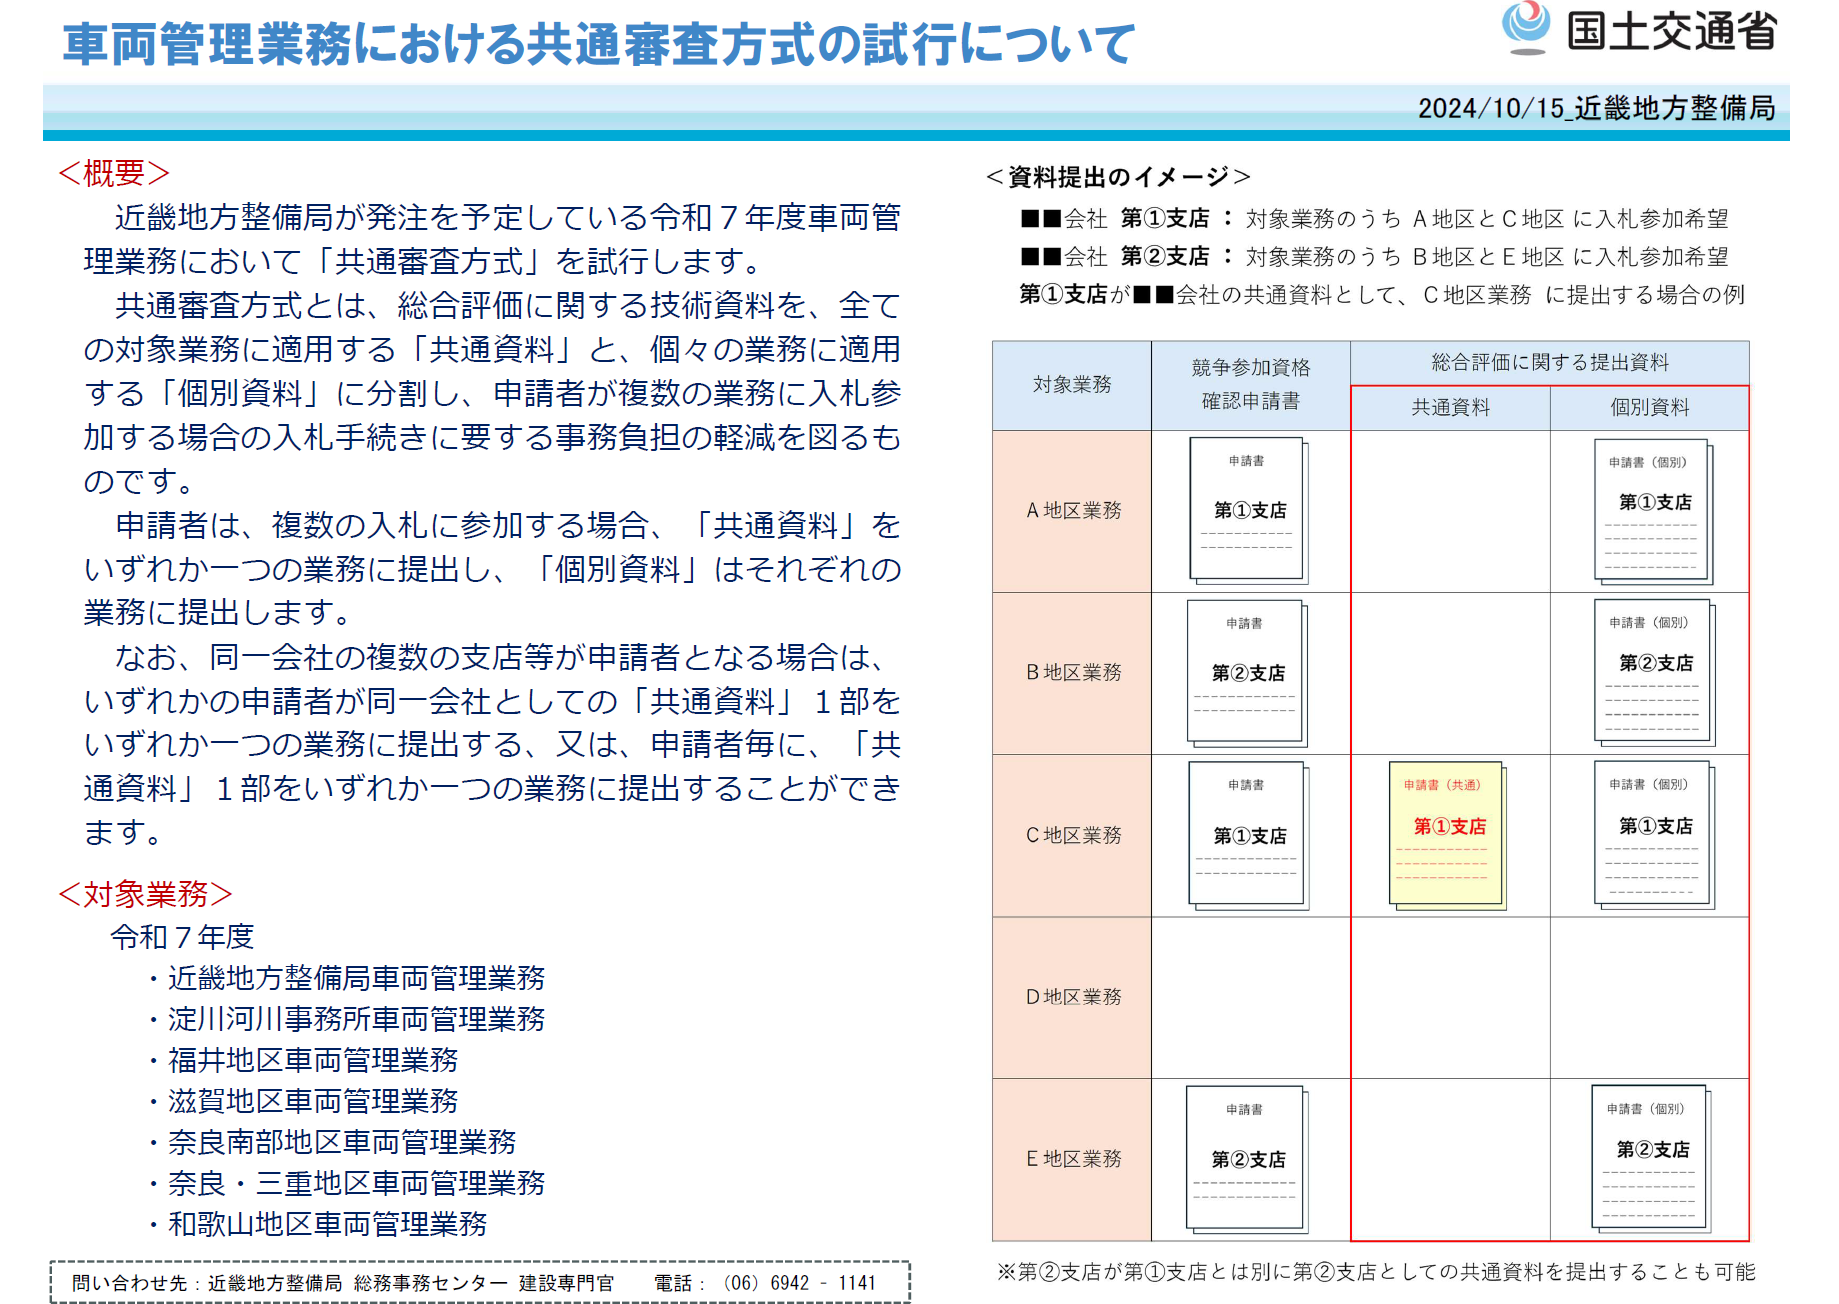 車両管理業務における共通審査方式の試行について
国土交通省
2024/10/15_近畿地方整備局
＜概要＞
近畿地方整備局が発注を予定している令和７年度車両管
理業務において「共通審査方式」を試行します。
共通審査方式とは、総合評価に関する技術資料を、全て
の対象業務に適用する「共通資料」と、個々の業務に適用
する「個別資料」に分割し、申請者が複数の業務に入札参
加する場合の入札手続きに要する事務負担の軽減を図るも
のです。
申請者は、複数の入札に参加する場合、「共通資料」を
いずれか一つの業務に提出し、「個別資料」はそれぞれの
業務に提出します。
なお、同一会社の複数の支店等が申請者となる場合は、
いずれかの申請者が同一会社としての「共通資料」１部を
いずれか一つの業務に提出する、又は、申請者毎に、「共
通資料」１部をいずれか一つの業務に提出することができ
ます。
＜対象業務＞
令和７年度
・近畿地方整備局車両管理業務
・淀川河川事務所車両管理業務
・福井地区車両管理業務
・滋賀地区車両管理業務
・奈良南部地区車両管理業務
・奈良・三重地区車両管理業務
・和歌山地区車両管理業務
問い合わせ先：近畿地方整備局 総務事務センター 建設専門官　電話：（06）6942 - 1141
＜資料提出のイメージ＞
■■会社 第①支店 ： 対象業務のうち Ａ地区とＣ地区 に入札参加希望
■■会社 第②支店 ： 対象業務のうち Ｂ地区とＥ地区 に入札参加希望
第①支店が■■会社の共通資料として、Ｃ地区業務 に提出する場合の例
対象業務
競争参加資格
確認申請書
総合評価に関する提出資料
共通資料
個別資料
Ａ地区業務
申請書
第①支店
申請書（個別）
第①支店
Ｂ地区業務
申請書
第②支店
申請書（個別）
第②支店
Ｃ地区業務
申請書
第①支店
申請書（共通）
第①支店
申請書（個別）
第①支店
Ｄ地区業務
Ｅ地区業務
申請書
第②支店
申請書（個別）
第②支店
※第②支店が第①支店とは別に第②支店としての共通資料を提出することも可能